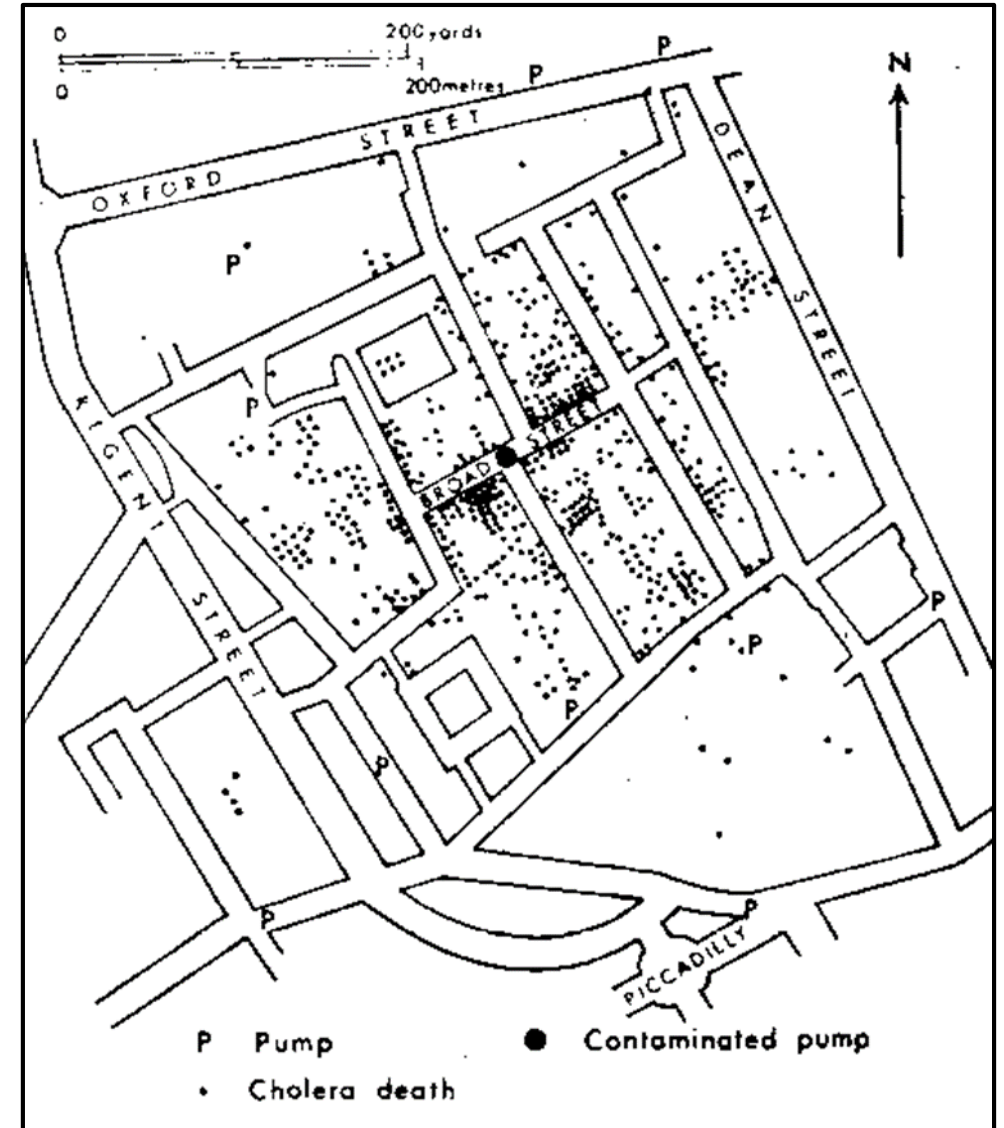 0 200 yards
0 200 metres
N
P
P
OXFORD STREET
DEAN STREET
P
P
REGENT STREET
BROAD STREET
P
P
P
P
P
P
PICCADILLY
P Pump
● Contaminated pump
• Cholera death